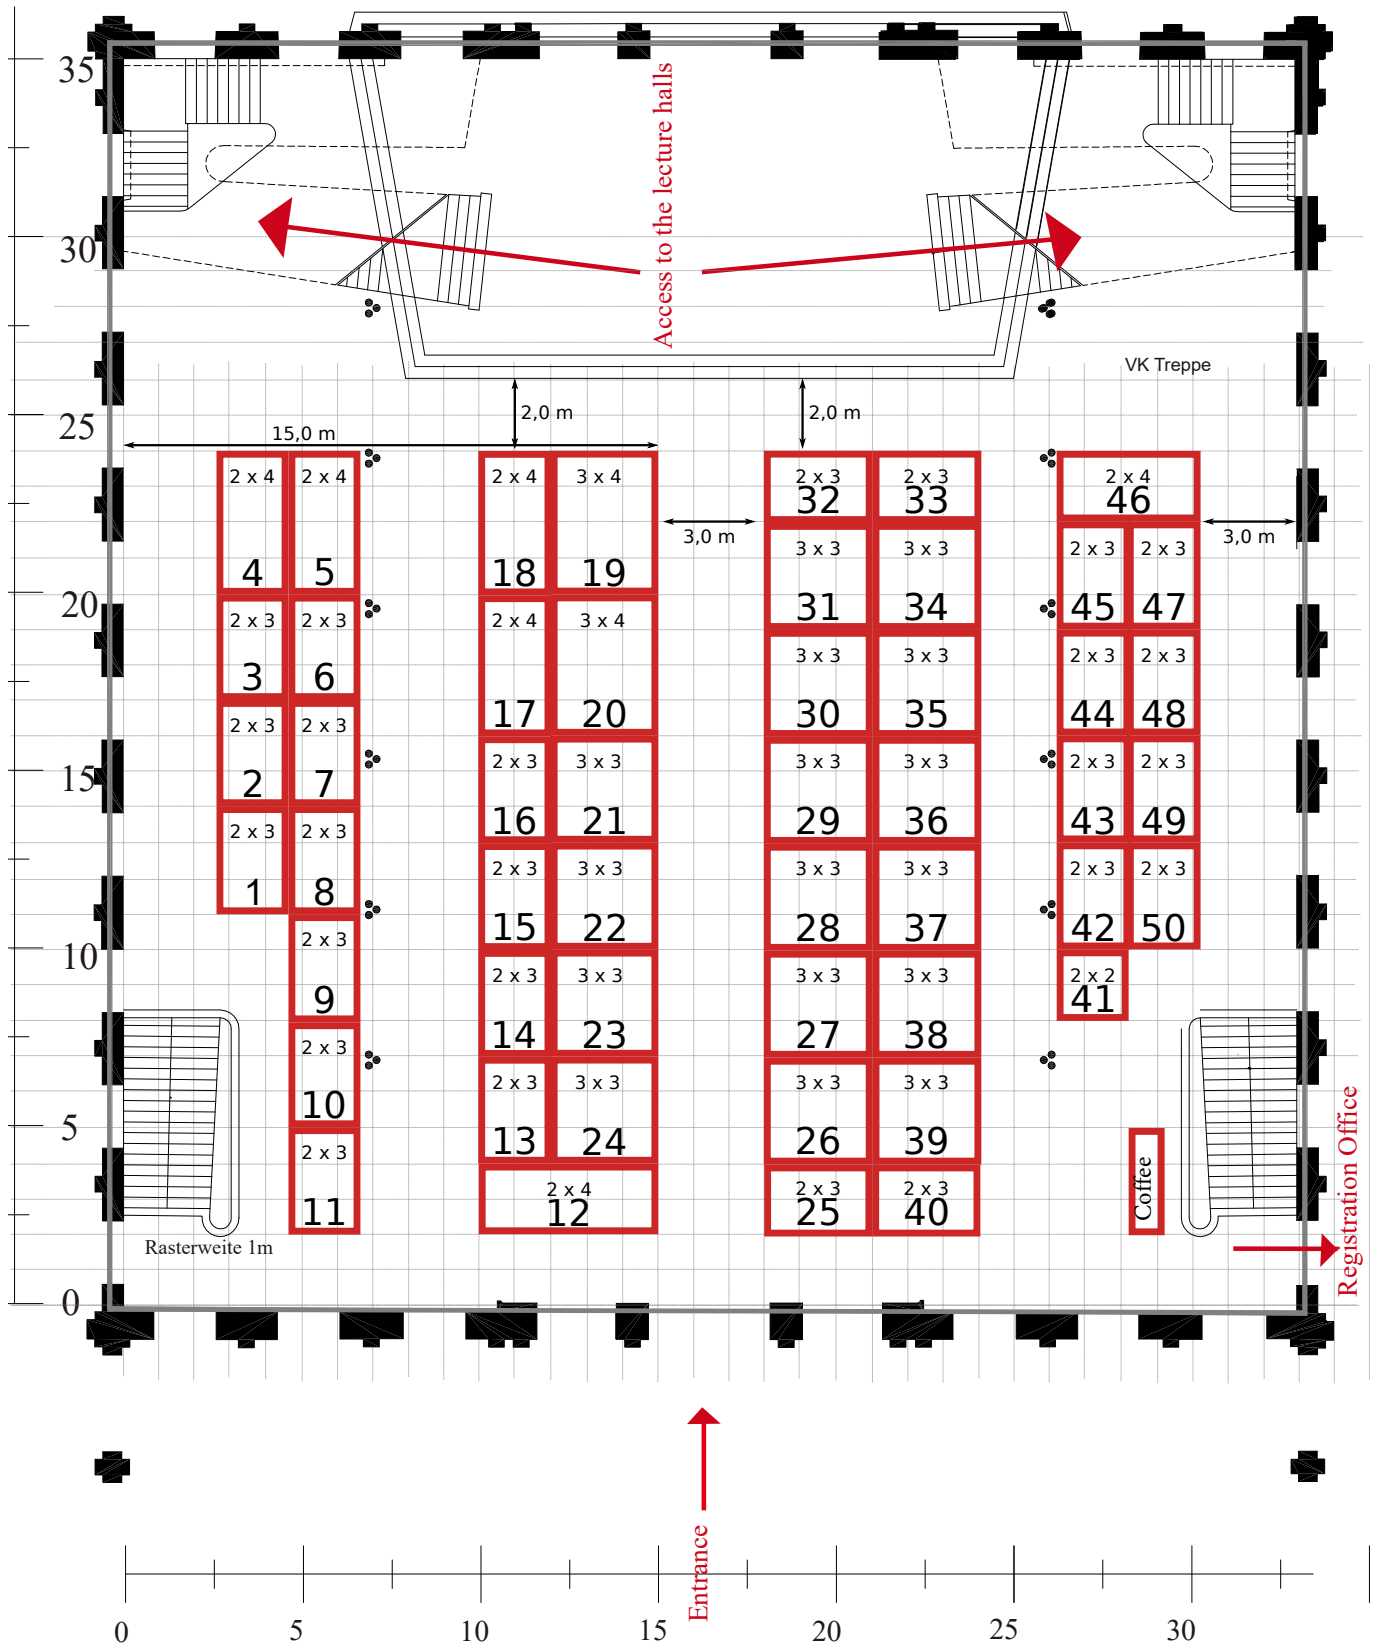 35
30
25
20
15
10
5
0
Access to the lecture halls
VK Treppe
2,0 m
2,0 m
15,0 m
3,0 m
3,0 m
2 x 4
4
2 x 4
5
2 x 3
3
2 x 3
6
2 x 3
2
2 x 3
7
2 x 3
1
2 x 3
8
2 x 3
9
2 x 3
10
2 x 3
11
2 x 4
18
3 x 4
19
2 x 4
17
3 x 4
20
2 x 3
16
3 x 3
21
2 x 3
15
3 x 3
22
2 x 3
14
3 x 3
23
2 x 3
13
3 x 3
24
2 x 4
12
2 x 3
32
2 x 3
33
3 x 3
31
3 x 3
34
3 x 3
30
3 x 3
35
3 x 3
29
3 x 3
36
3 x 3
28
3 x 3
37
3 x 3
27
3 x 3
38
3 x 3
26
3 x 3
39
2 x 3
25
2 x 3
40
2 x 4
46
2 x 3
45
2 x 3
47
2 x 3
44
2 x 3
48
2 x 3
43
2 x 3
49
2 x 3
42
2 x 3
50
2 x 2
41
Coffee
Registration Office
Rasterweite 1m
Entrance
0
5
10
15
20
25
30